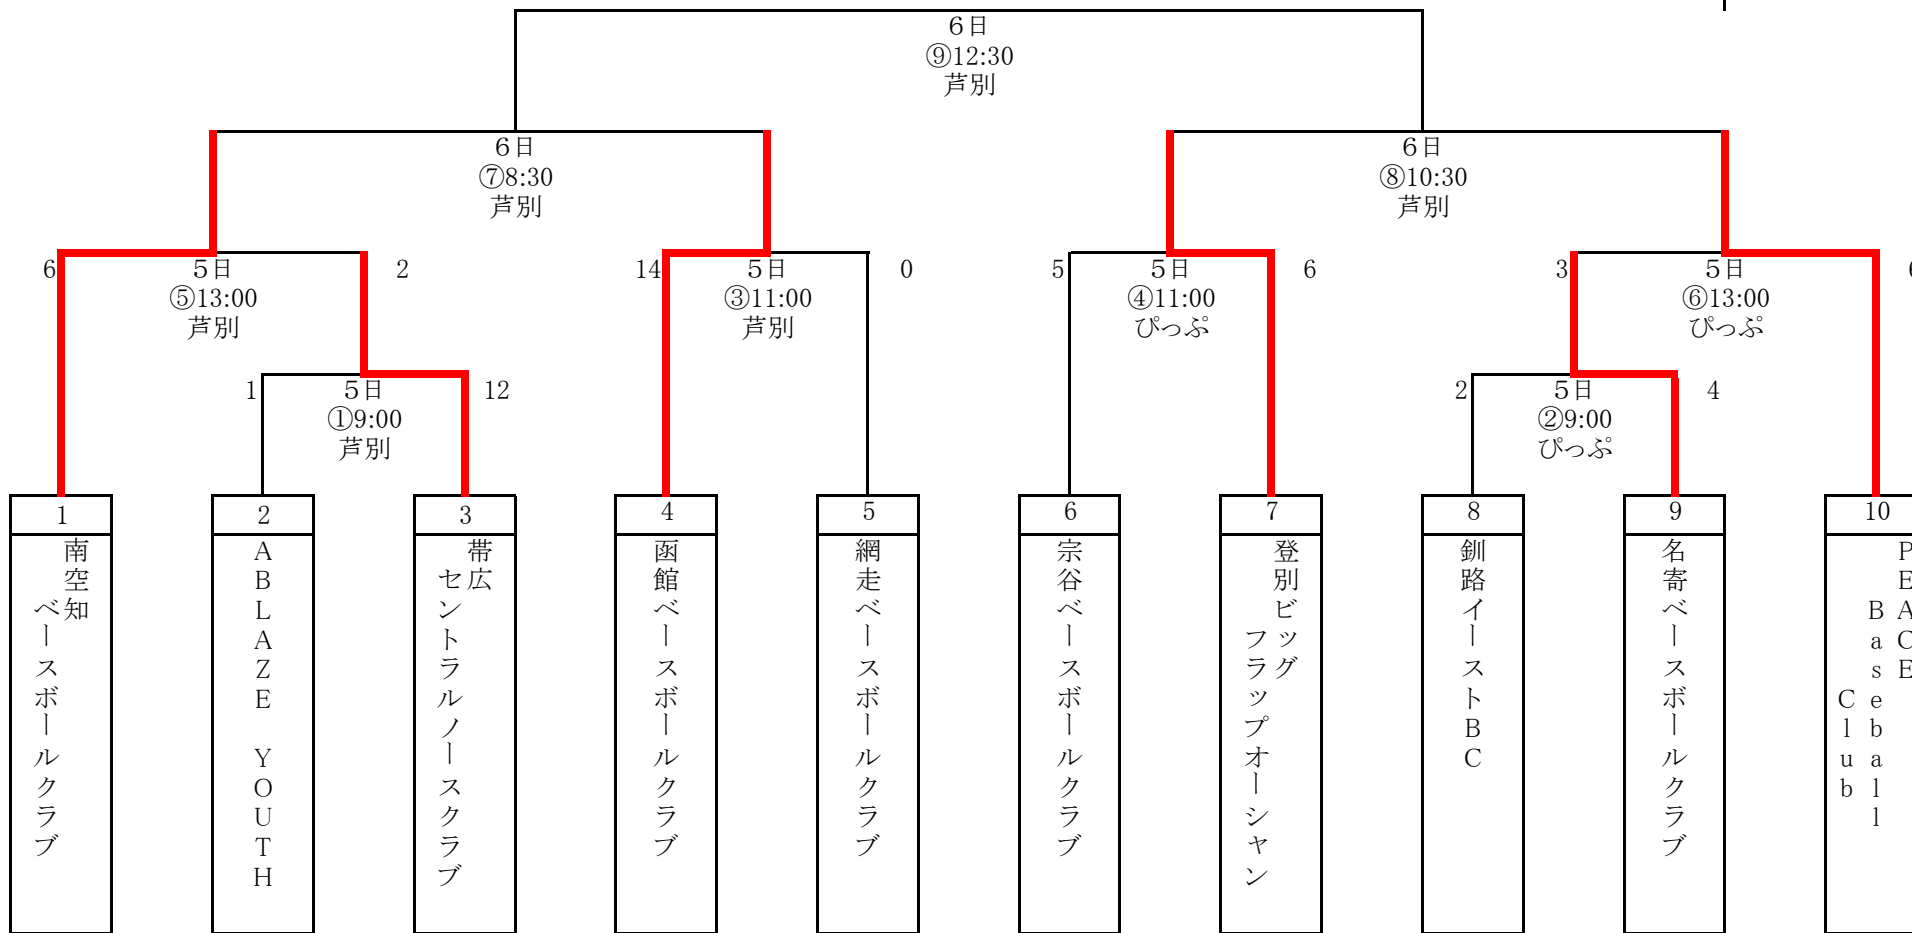 6日
⑨12:30
芦別
6日
⑦8:30
芦別
6日
⑧10:30
芦別
6
5日
⑤13:00
芦別
2
14
5日
③11:00
芦別
0
5
5日
④11:00
ぴっぷ
6
3
5日
⑥13:00
ぴっぷ
1
5日
①9:00
芦別
12
2
5日
②9:00
ぴっぷ
4
1
南空知
ベースボールクラブ
2
ABLAZE YOUTH
3
帯広
セントラルノースクラブ
4
函館ベースボールクラブ
5
網走ベースボールクラブ
6
宗谷ベースボールクラブ
7
登別ビッグ
フラップオーシャン
8
釧路イーストBC
9
名寄ベースボールクラブ
10
PEACE
Baseball
Club